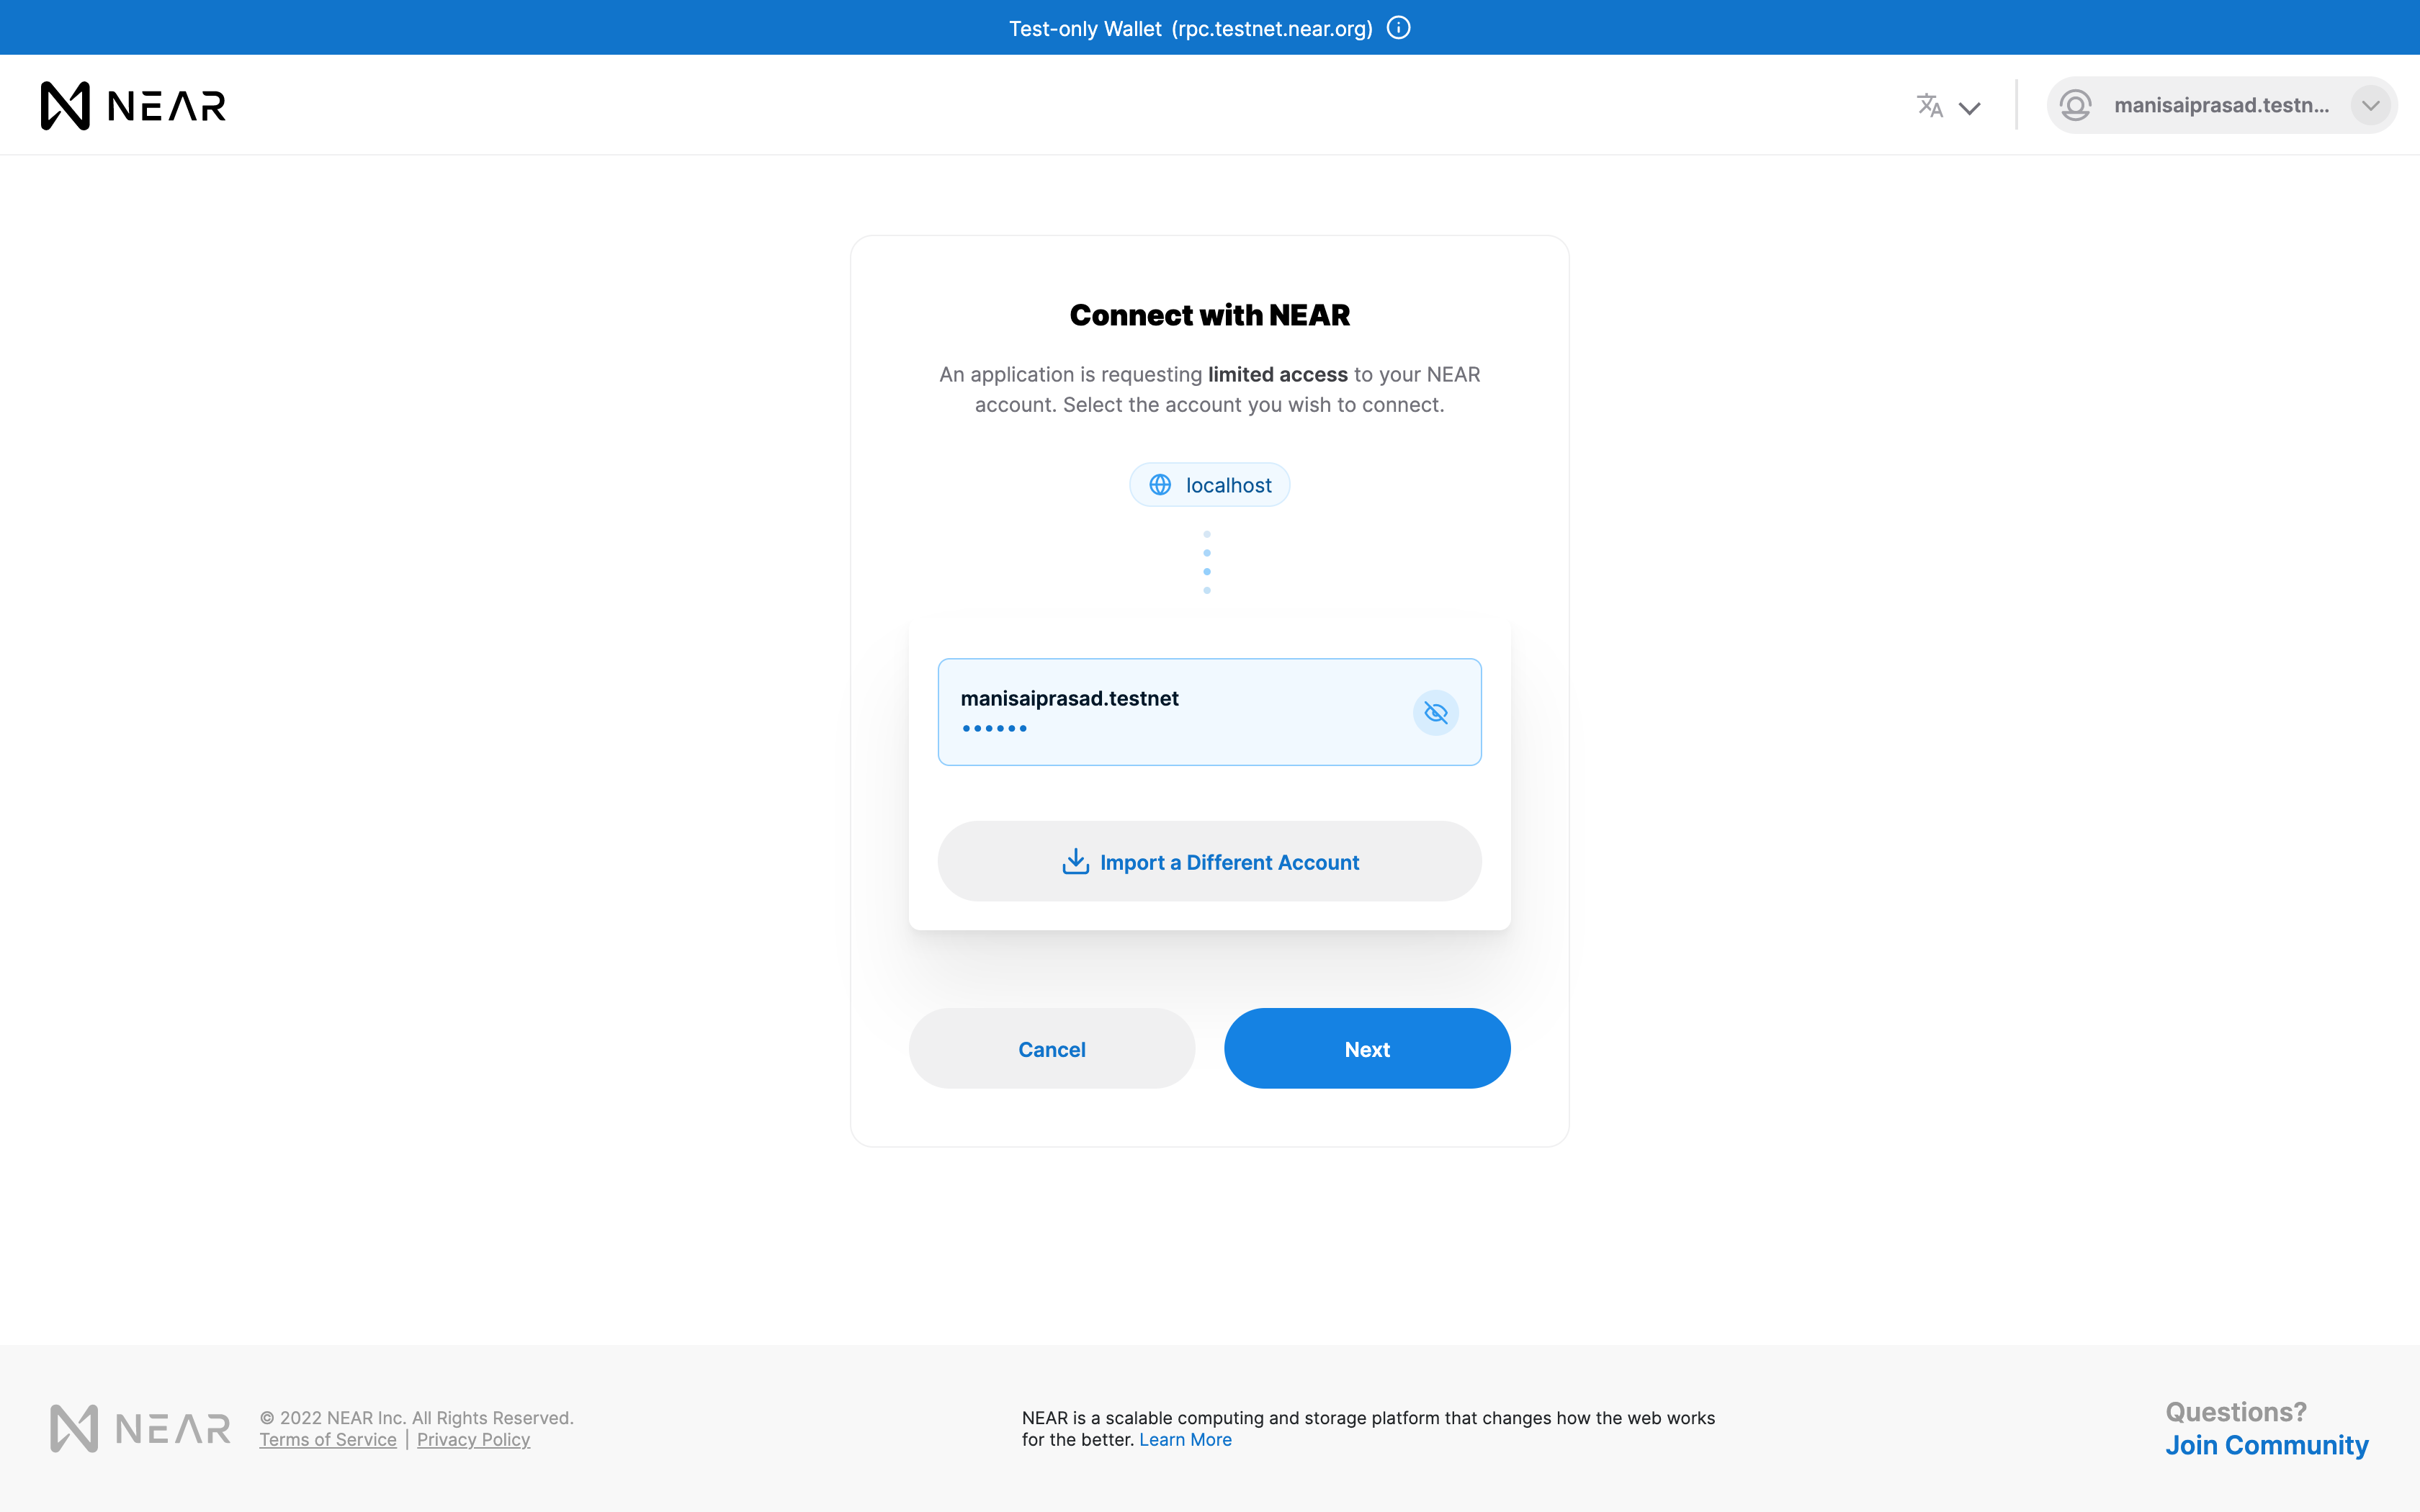 Test-only Wallet (rpc.testnet.near.org)
NEAR
manisaiprasad.testn...
Connect with NEAR
An application is requesting limited access to your NEAR
account. Select the account you wish to connect.
localhost
manisaiprasad.testnet
••••••
Import a Different Account
Cancel
Next
NEAR
© 2022 NEAR Inc. All Rights Reserved.
Terms of Service | Privacy Policy
NEAR is a scalable computing and storage platform that changes how the web works
for the better. Learn More
Questions?
Join Community